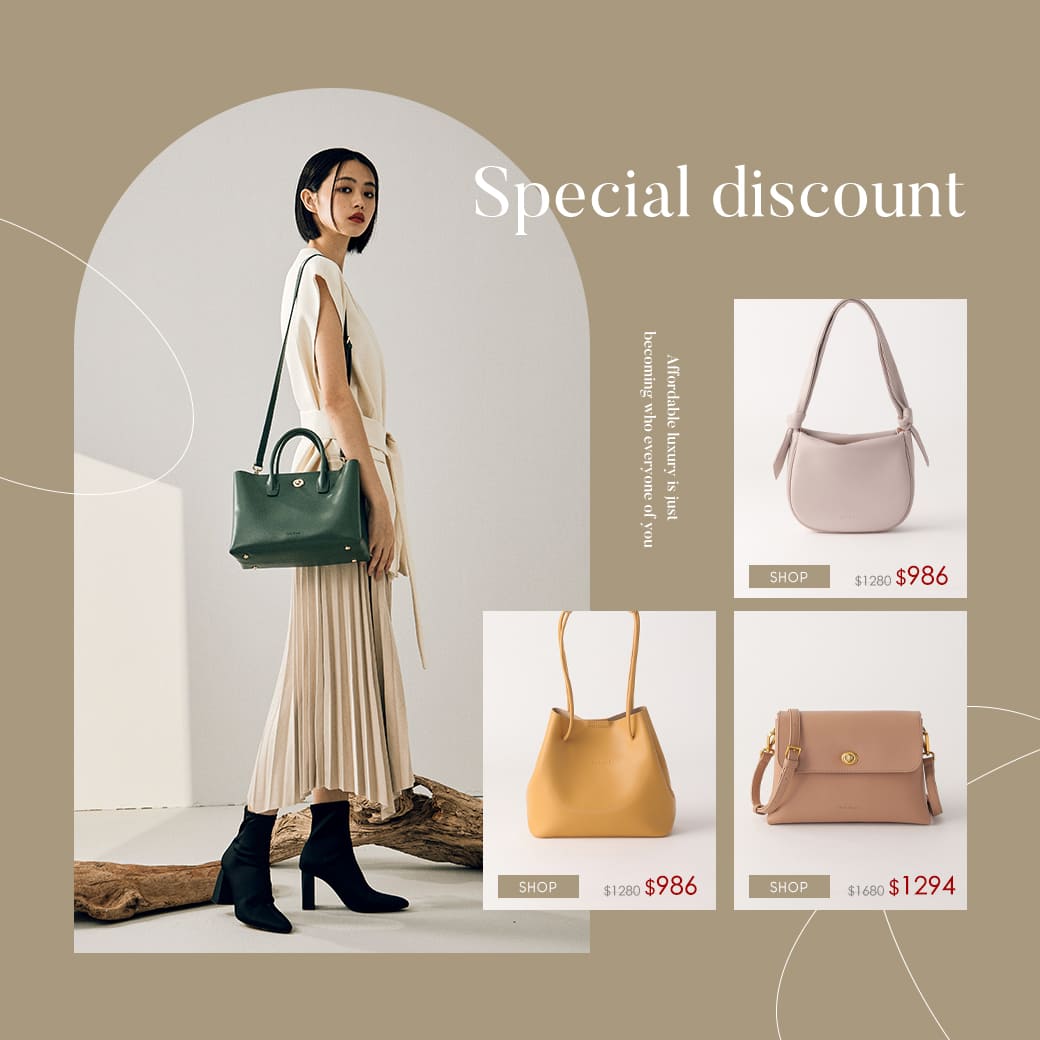 Special discount
Affordable luxury is just
becoming who everyone of you
SHOP $1280 $986
SHOP $1280 $986
SHOP $1680 $1294